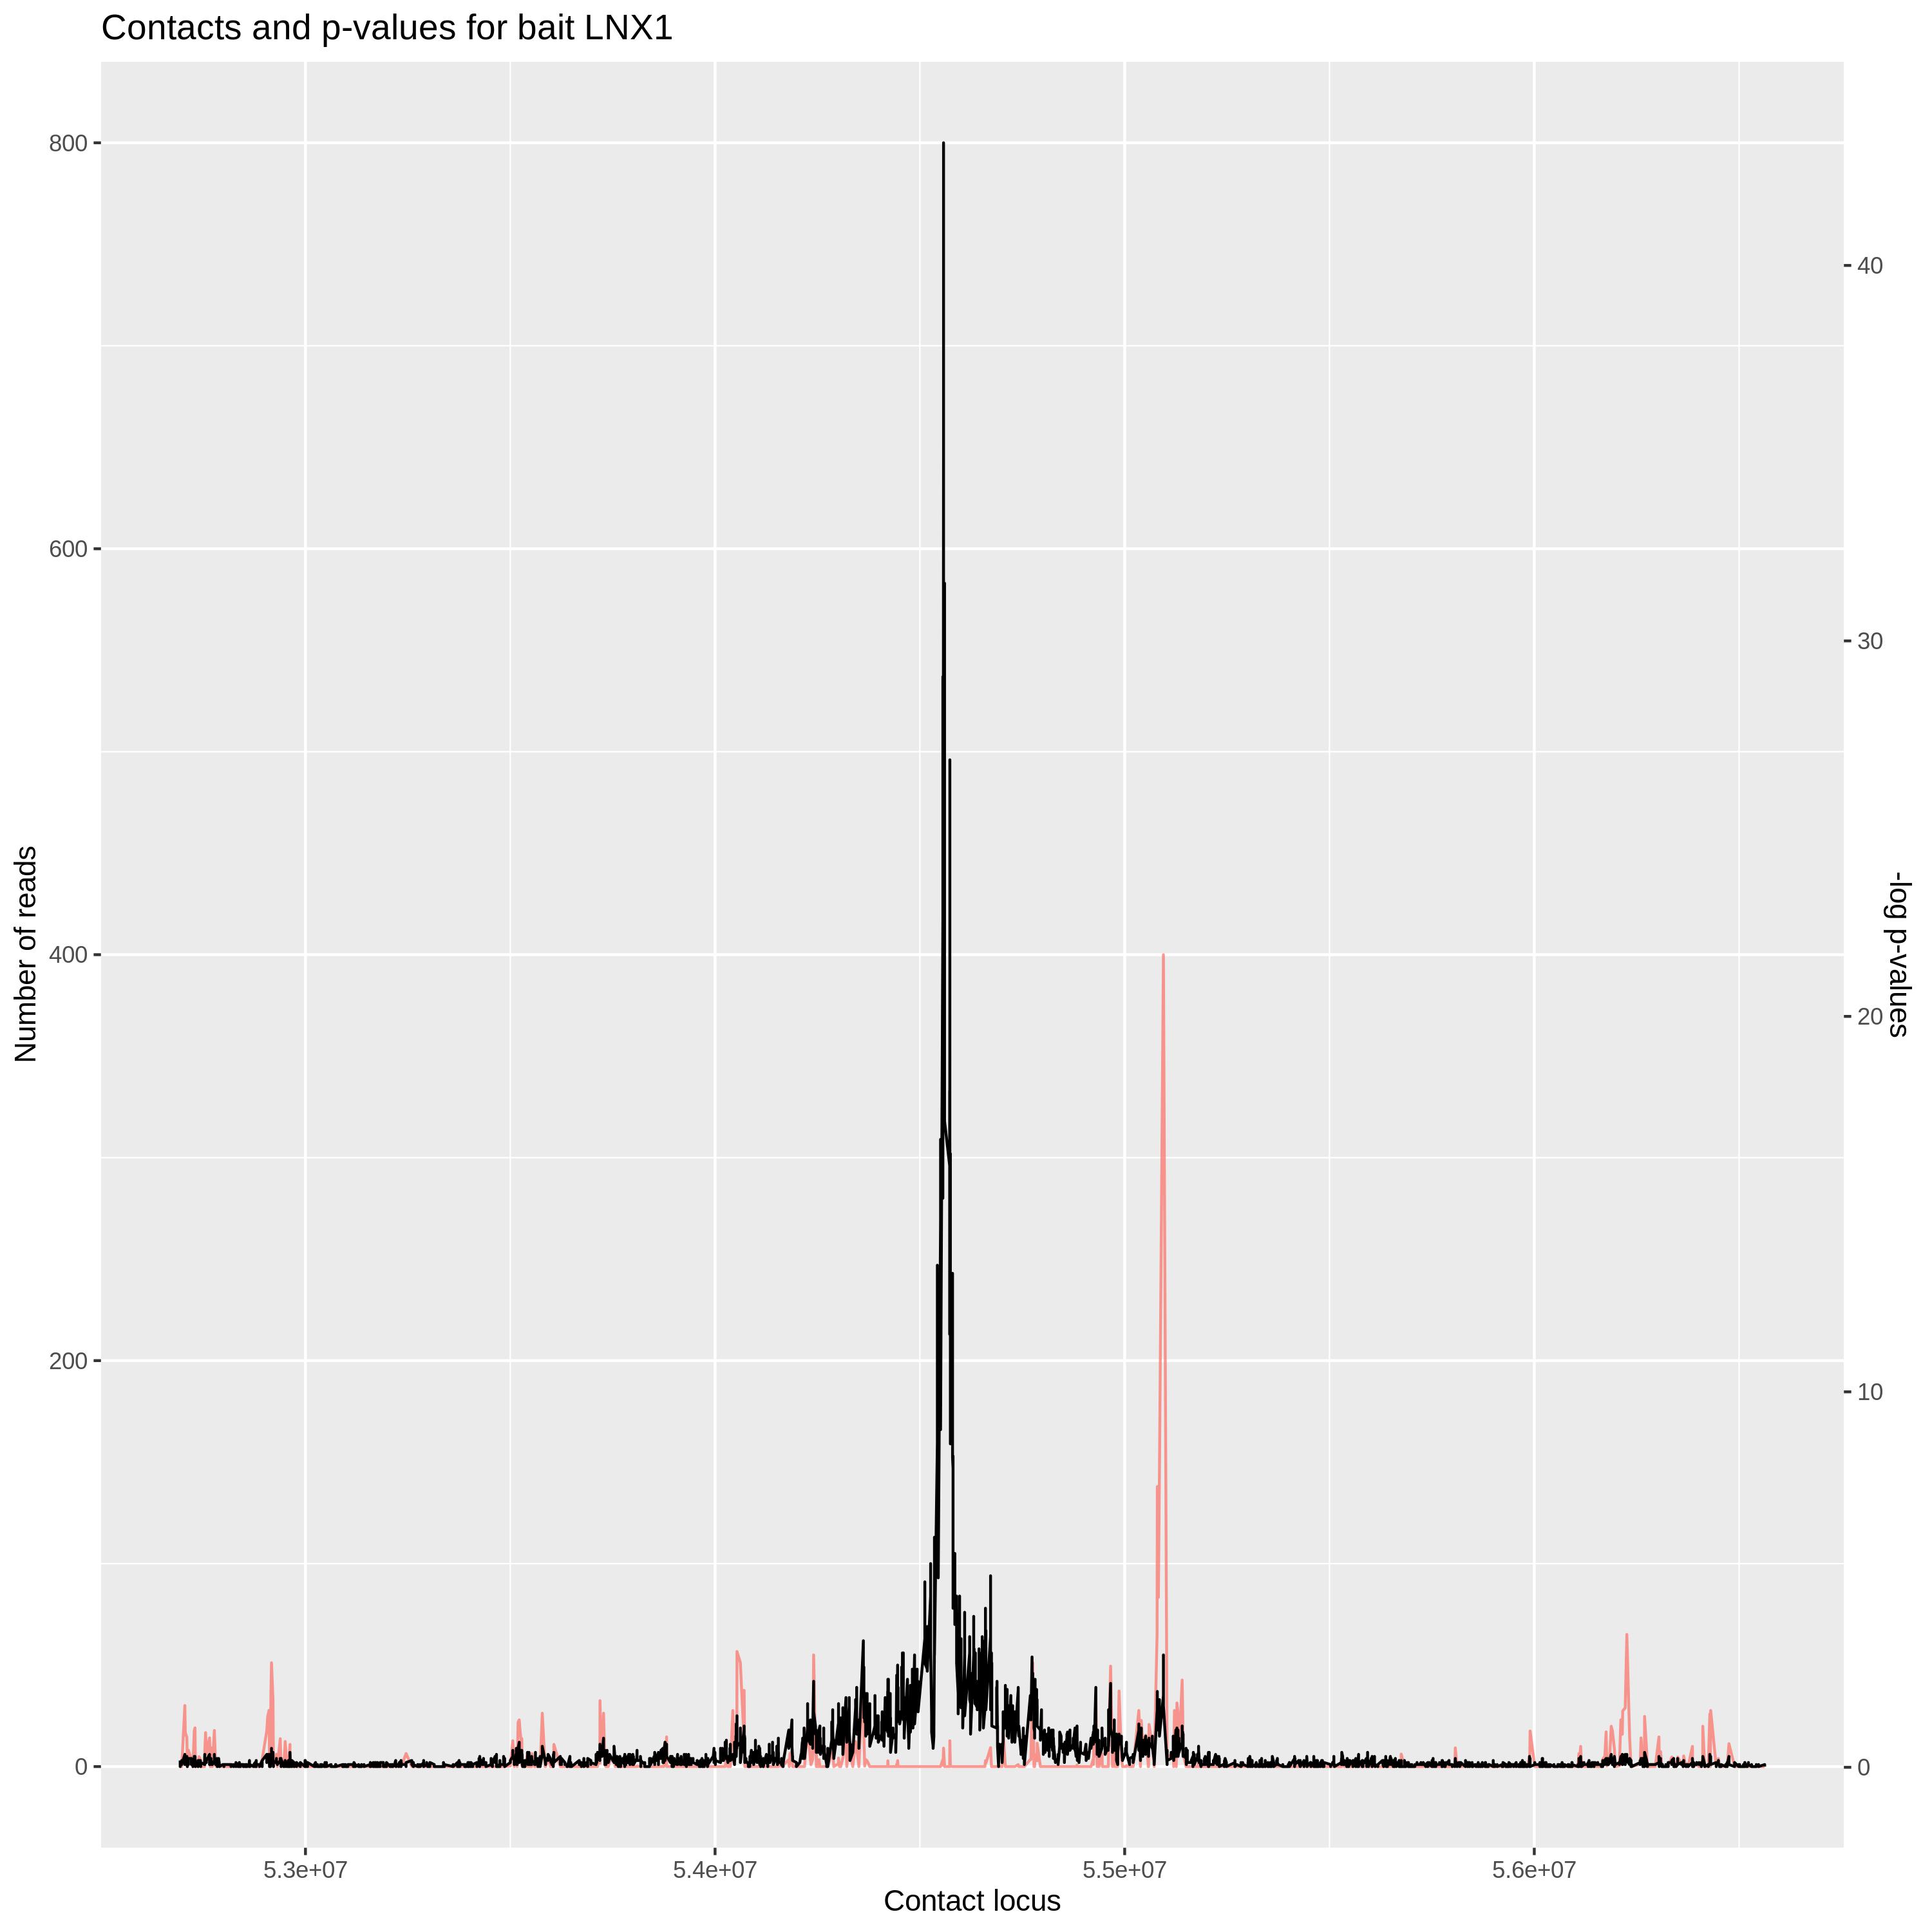 Contacts and p-values for bait LNX1
800
600
400
200
0
Number of reads
40
30
20
10
0
-log p-values
5.3e+07
5.4e+07
5.5e+07
5.6e+07
Contact locus